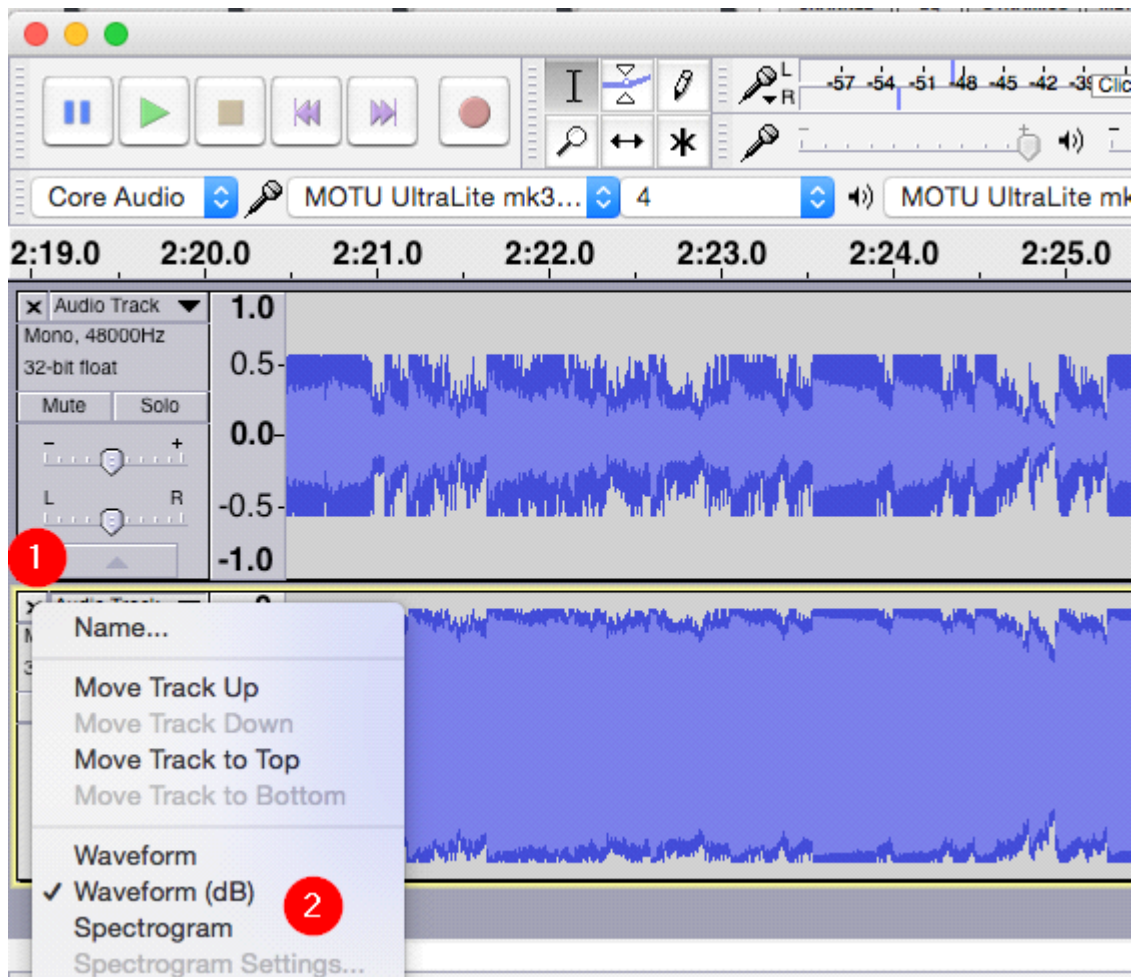 L
R
-57 -54 -51 -48 -45 -42 -39 Clic
Core Audio MOTU UltraLite mk3... 4 MOTU UltraLite mk
2:19.0 2:20.0 2:21.0 2:22.0 2:23.0 2:24.0 2:25.0
Audio Track 1.0
Mono, 48000Hz
32-bit float 0.5
Mute Solo
- + 0.0
L R -0.5
1 -1.0
Name...
Move Track Up
Move Track Down
Move Track to Top
Move Track to Bottom
Waveform
✓ Waveform (dB) 2
Spectrogram
Spectrogram Settings...